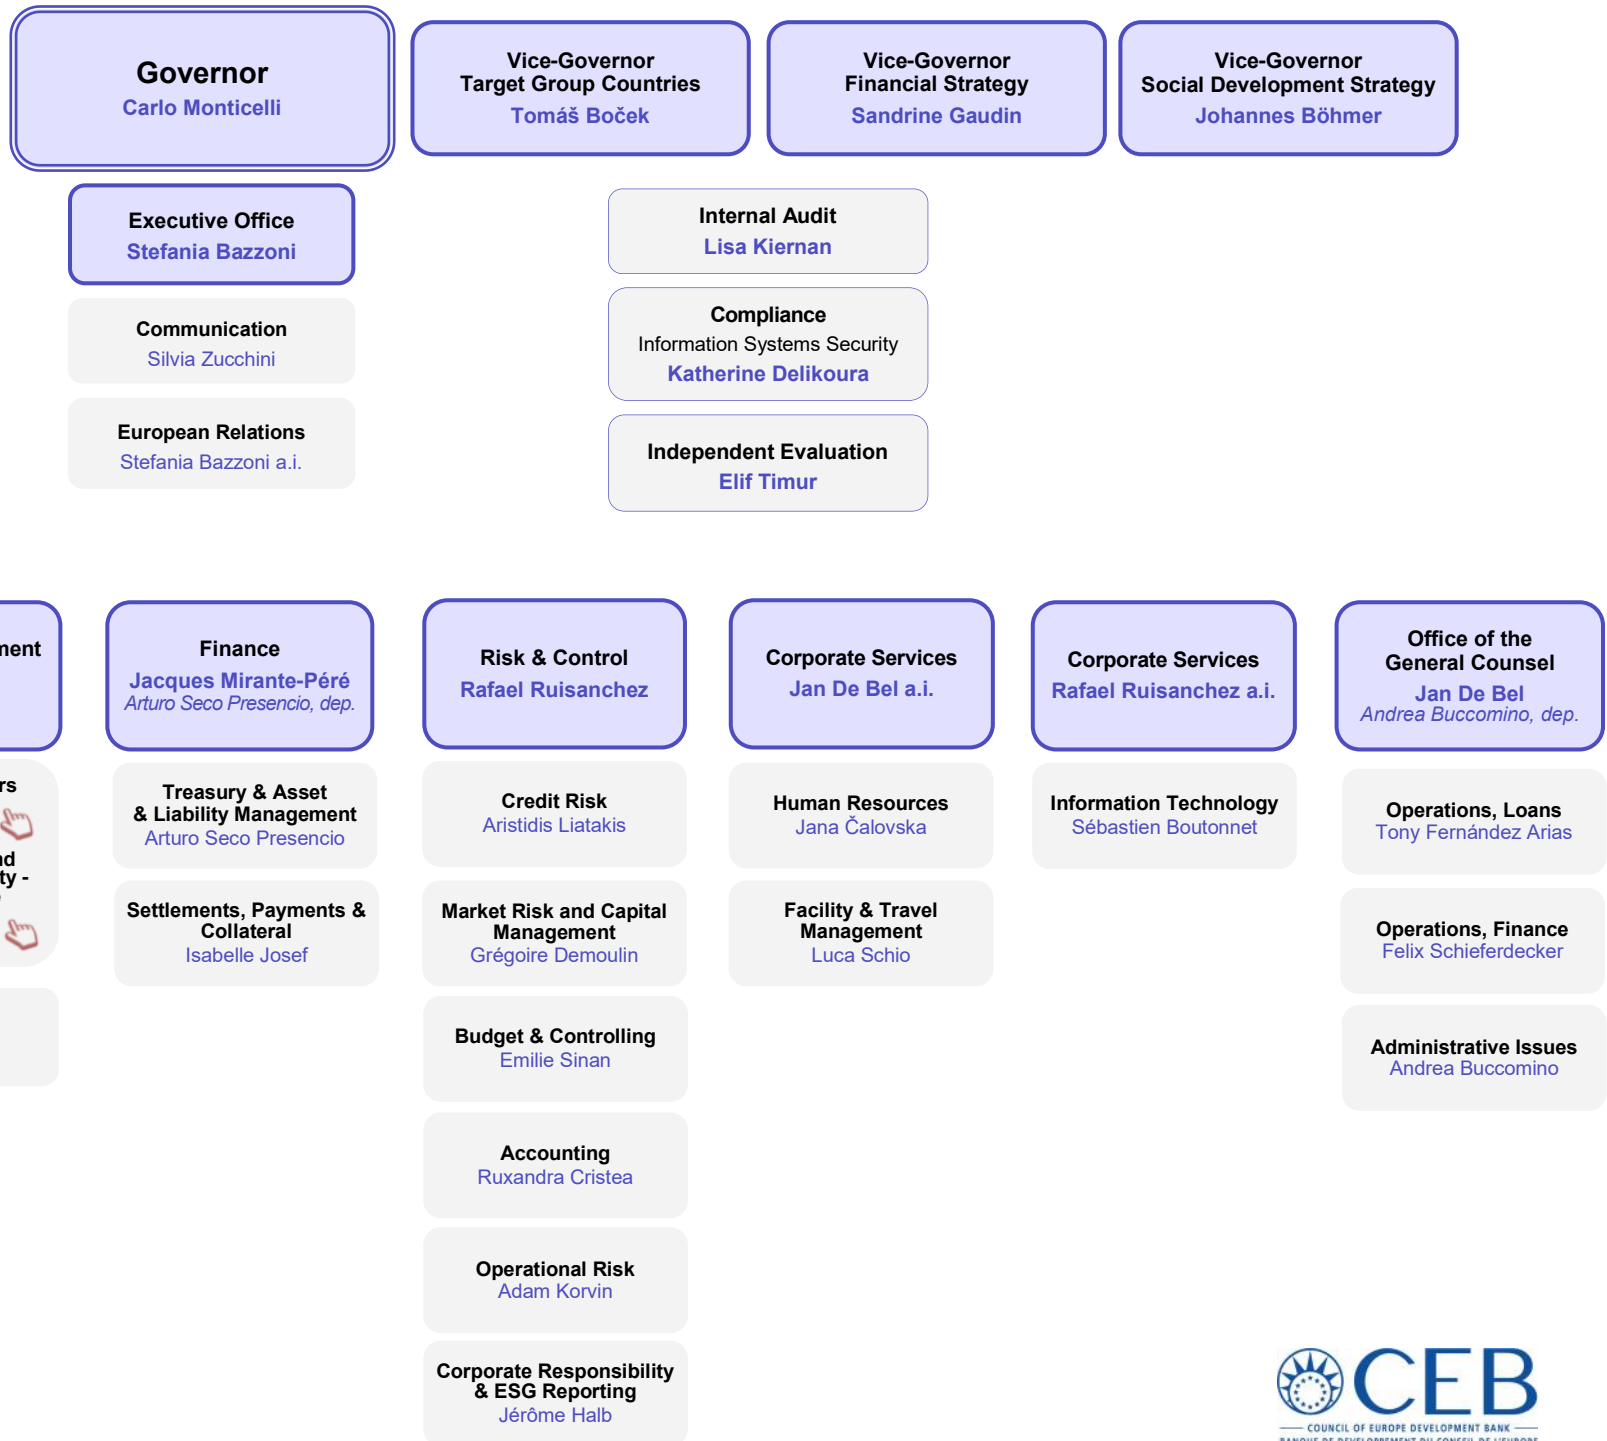 Governor
Carlo Monticelli
Vice-Governor
Target Group Countries
Tomáš Boček
Vice-Governor
Financial Strategy
Sandrine Gaudin
Vice-Governor
Social Development Strategy
Johannes Böhmer
Executive Office
Stefania Bazzoni
Communication
Silvia Zucchini
European Relations
Stefania Bazzoni a.i.
Internal Audit
Lisa Kiernan
Compliance
Information Systems Security
Katherine Delikoura
Independent Evaluation
Elif Timur
Finance
Jacques Mirante-Péré
Arturo Seco Presencio, dep.
Treasury & Asset
& Liability Management
Arturo Seco Presencio
Settlements, Payments &
Collateral
Isabelle Josef
Risk & Control
Rafael Ruisanchez
Credit Risk
Aristidis Liatakis
Market Risk and Capital
Management
Grégoire Demoulin
Budget & Controlling
Emilie Sinan
Accounting
Ruxandra Cristea
Operational Risk
Adam Korvin
Corporate Responsibility
& ESG Reporting
Jérôme Halb
Corporate Services
Jan De Bel a.i.
Human Resources
Jana Čalovska
Facility & Travel
Management
Luca Schio
Corporate Services
Rafael Ruisanchez a.i.
Information Technology
Sébastien Boutonnet
Office of the
General Counsel
Jan De Bel
Andrea Buccomino, dep.
Operations, Loans
Tony Fernández Arias
Operations, Finance
Felix Schieferdecker
Administrative Issues
Andrea Buccomino
CEB
COUNCIL OF EUROPE DEVELOPMENT BANK
BANQUE DE DEVELOPPEMENT DU CONSEIL DE L'EUROPE